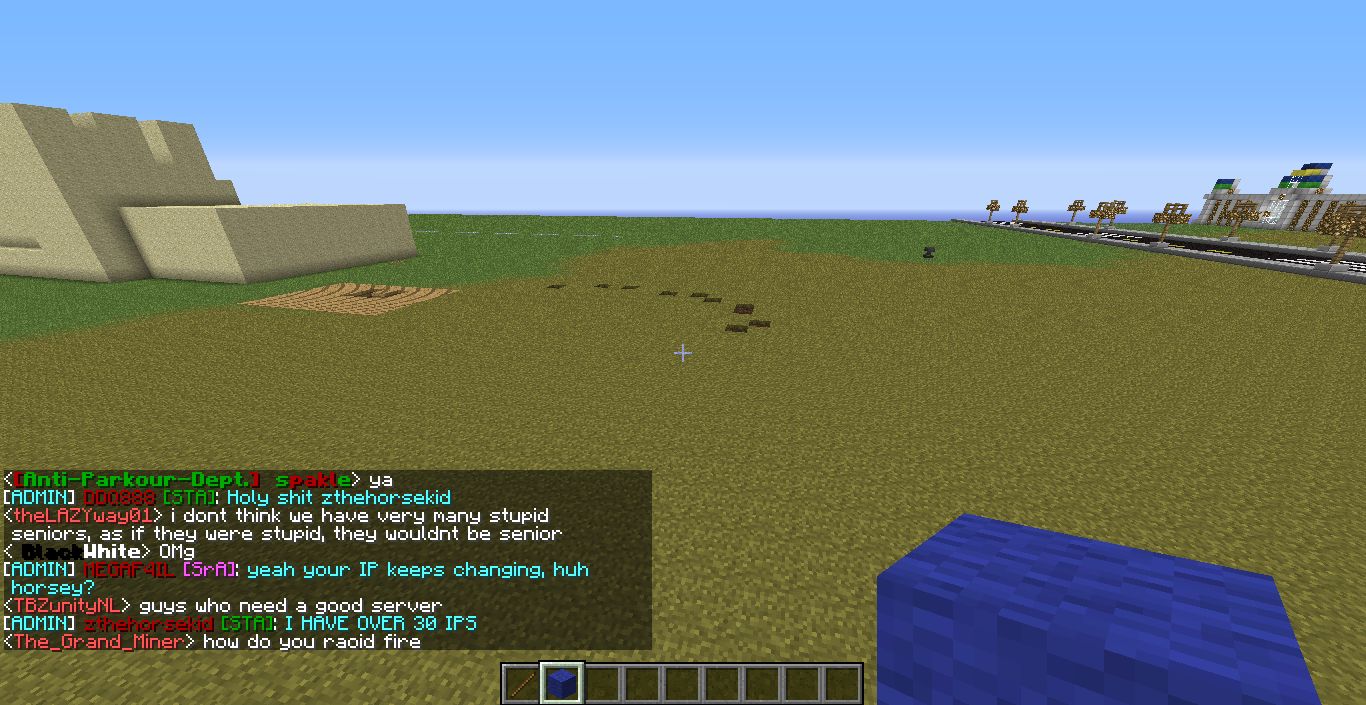 <[Anti-Parkour-Dept.] spakle> ya
[ADMIN] DDO888 [STA]: Holy shit zthehorsekid
<theLAZYway01> i dont think we have very many stupid
seniors, as if they were stupid, they wouldnt be senior
< BlackWhite> OMg
[ADMIN] MEGAF4IL [SrA]: yeah your IP keeps changing, huh
horsey?
<TBZunityNL> guys who need a good server
[ADMIN] zthehorsekid [STA]: I HAVE OVER 30 IPS
<The_Grand_Miner> how do you raoid fire